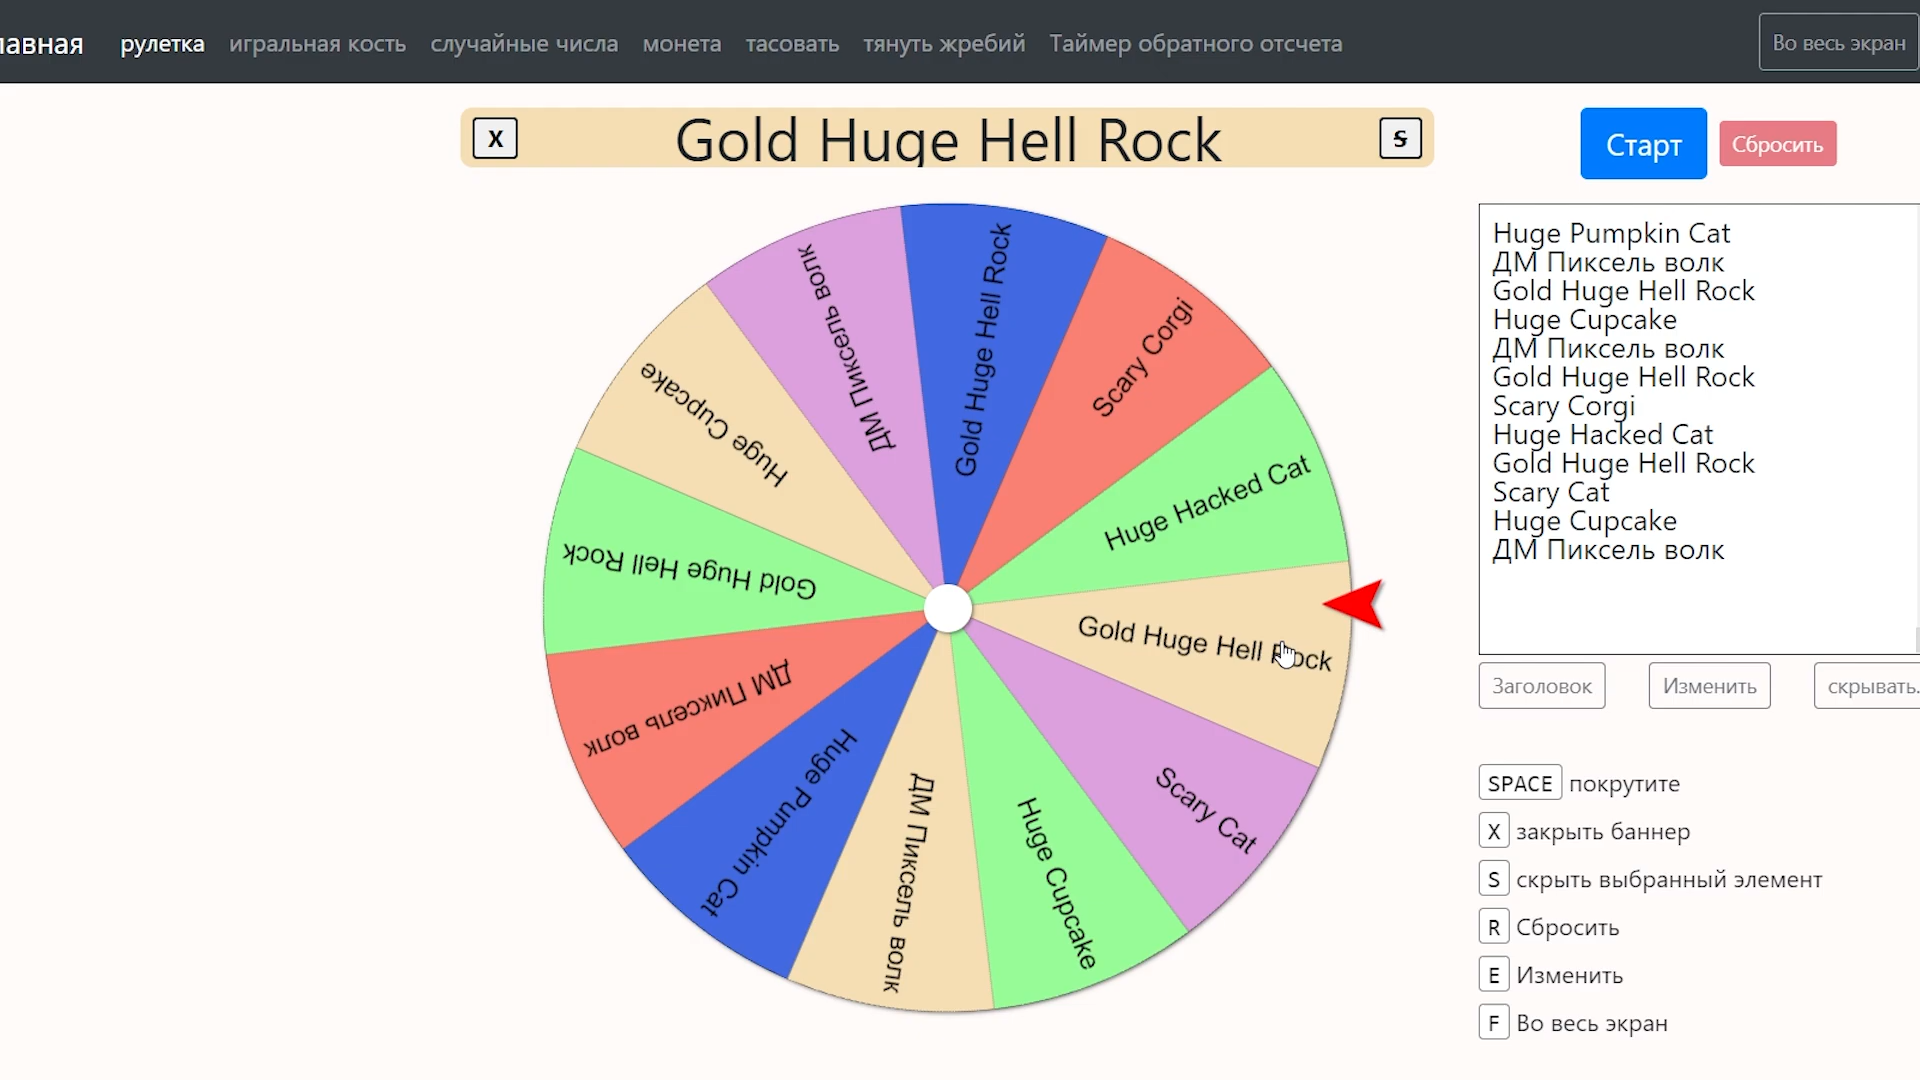 лавная рулетка игральная кость случайные числа монета тасовать тянуть жребий Таймер обратного отсчета Во весь экран
X Gold Huge Hell Rock S
Старт Сбросить
Huge Pumpkin Cat
ДМ Пиксель волк
Gold Huge Hell Rock
Huge Cupcake
ДМ Пиксель волк
Gold Huge Hell Rock
Scary Corgi
Huge Hacked Cat
Gold Huge Hell Rock
Scary Cat
Huge Cupcake
ДМ Пиксель волк
Gold Huge Hell Rock
Scary Corgi
Huge Hacked Cat
Gold Huge Hell Rock
Scary Cat
Huge Cupcake
ДМ Пиксель волк
Huge Pumpkin Cat
ДМ Пиксель волк
Gold Huge Hell Rock
Huge Cupcake
ДМ Пиксель волк
Заголовок Изменить скрывать.
SPACE покрутите
X закрыть баннер
S скрыть выбранный элемент
R Сбросить
E Изменить
F Во весь экран